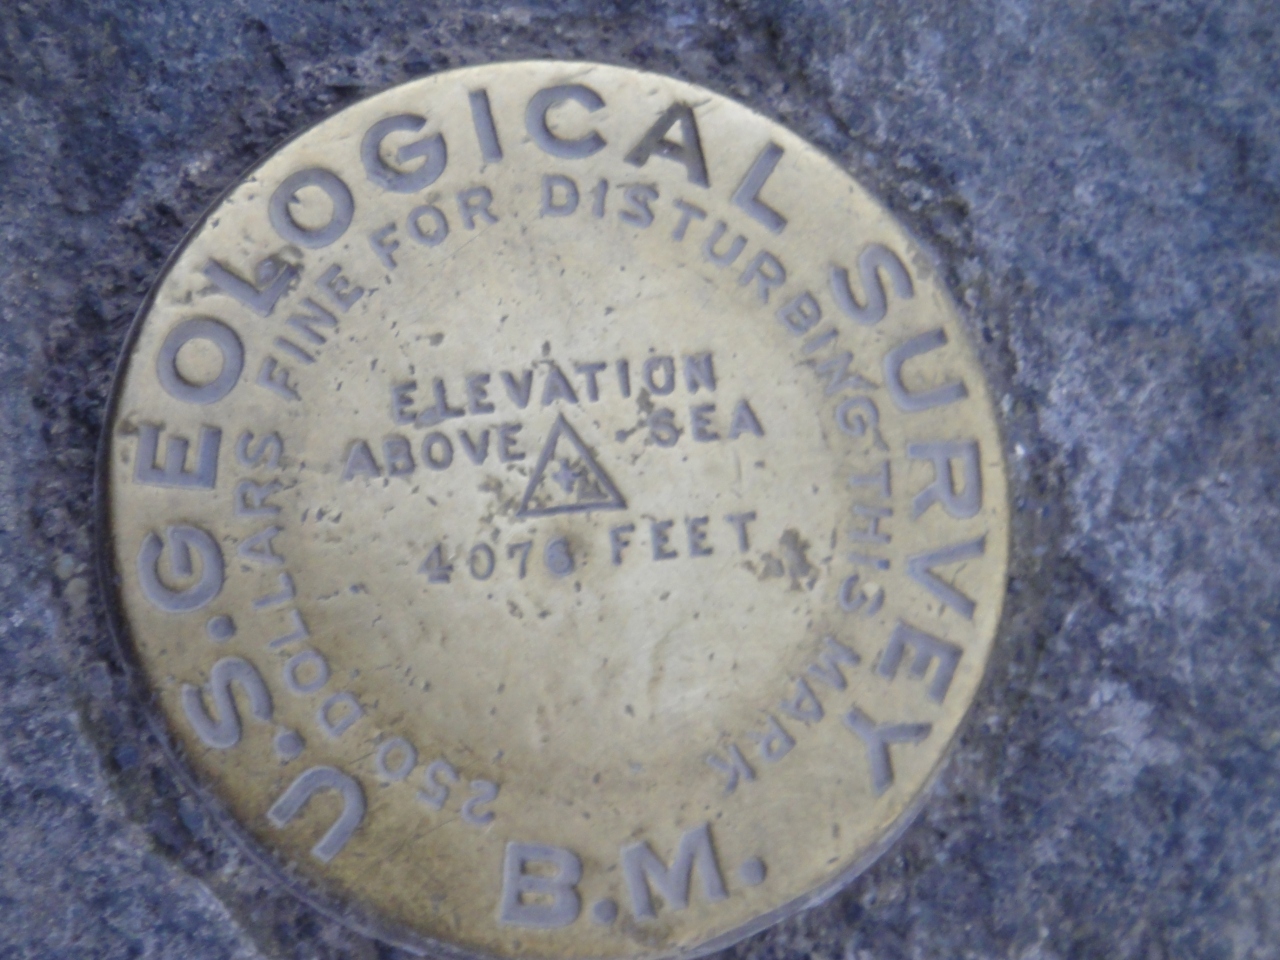 U.S. GEOLOGICAL SURVEY
250 DOLLARS FINE FOR DISTURBING THIS MARK
ELEVATION
ABOVE SEA
FEET
B.M.